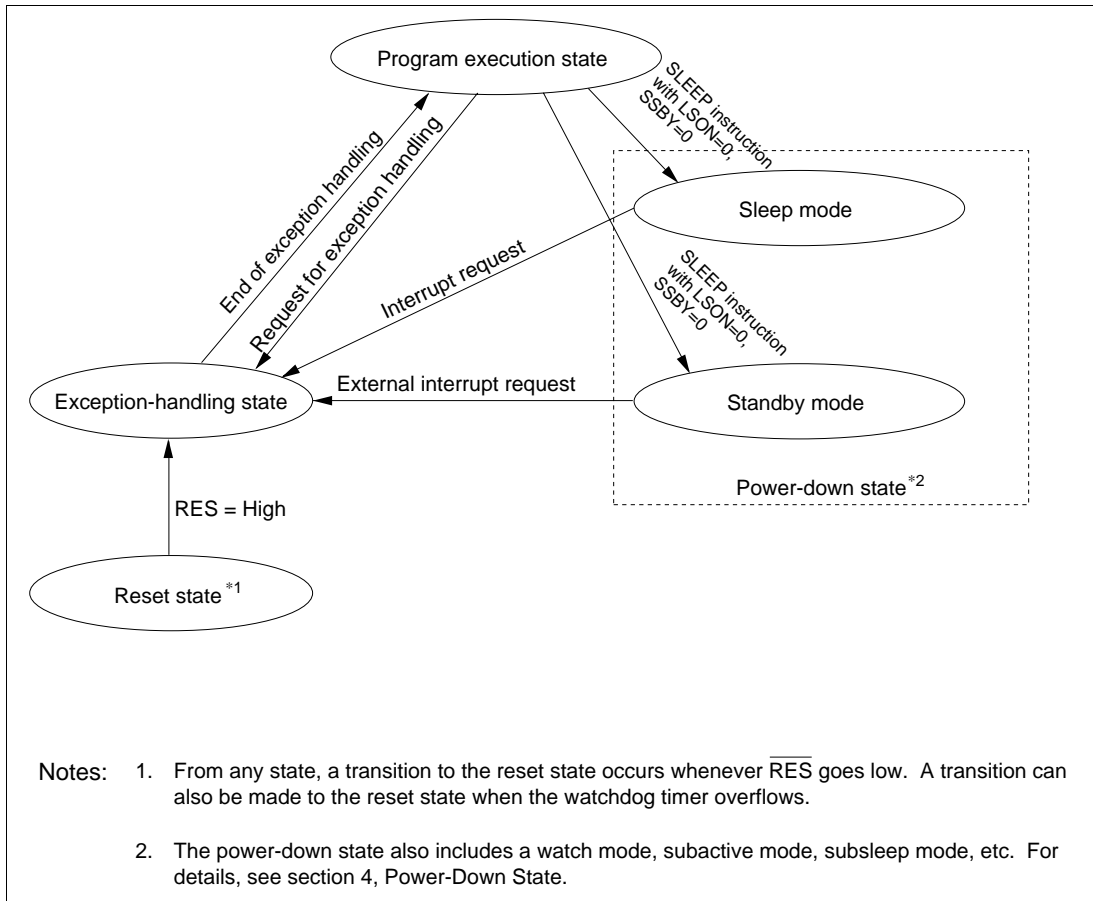 Program execution state
SLEEP instruction
with LSON=0,
SSBY=0
End of exception handling
Request for exception handling
Sleep mode
Interrupt request
SLEEP instruction
with LSON=0,
SSBY=0
External interrupt request
Exception-handling state
Standby mode
Power-down state*2
RES = High
Reset state*1
Notes: 1. From any state, a transition to the reset state occurs whenever RES goes low. A transition can
also be made to the reset state when the watchdog timer overflows.
2. The power-down state also includes a watch mode, subactive mode, subsleep mode, etc. For
details, see section 4, Power-Down State.